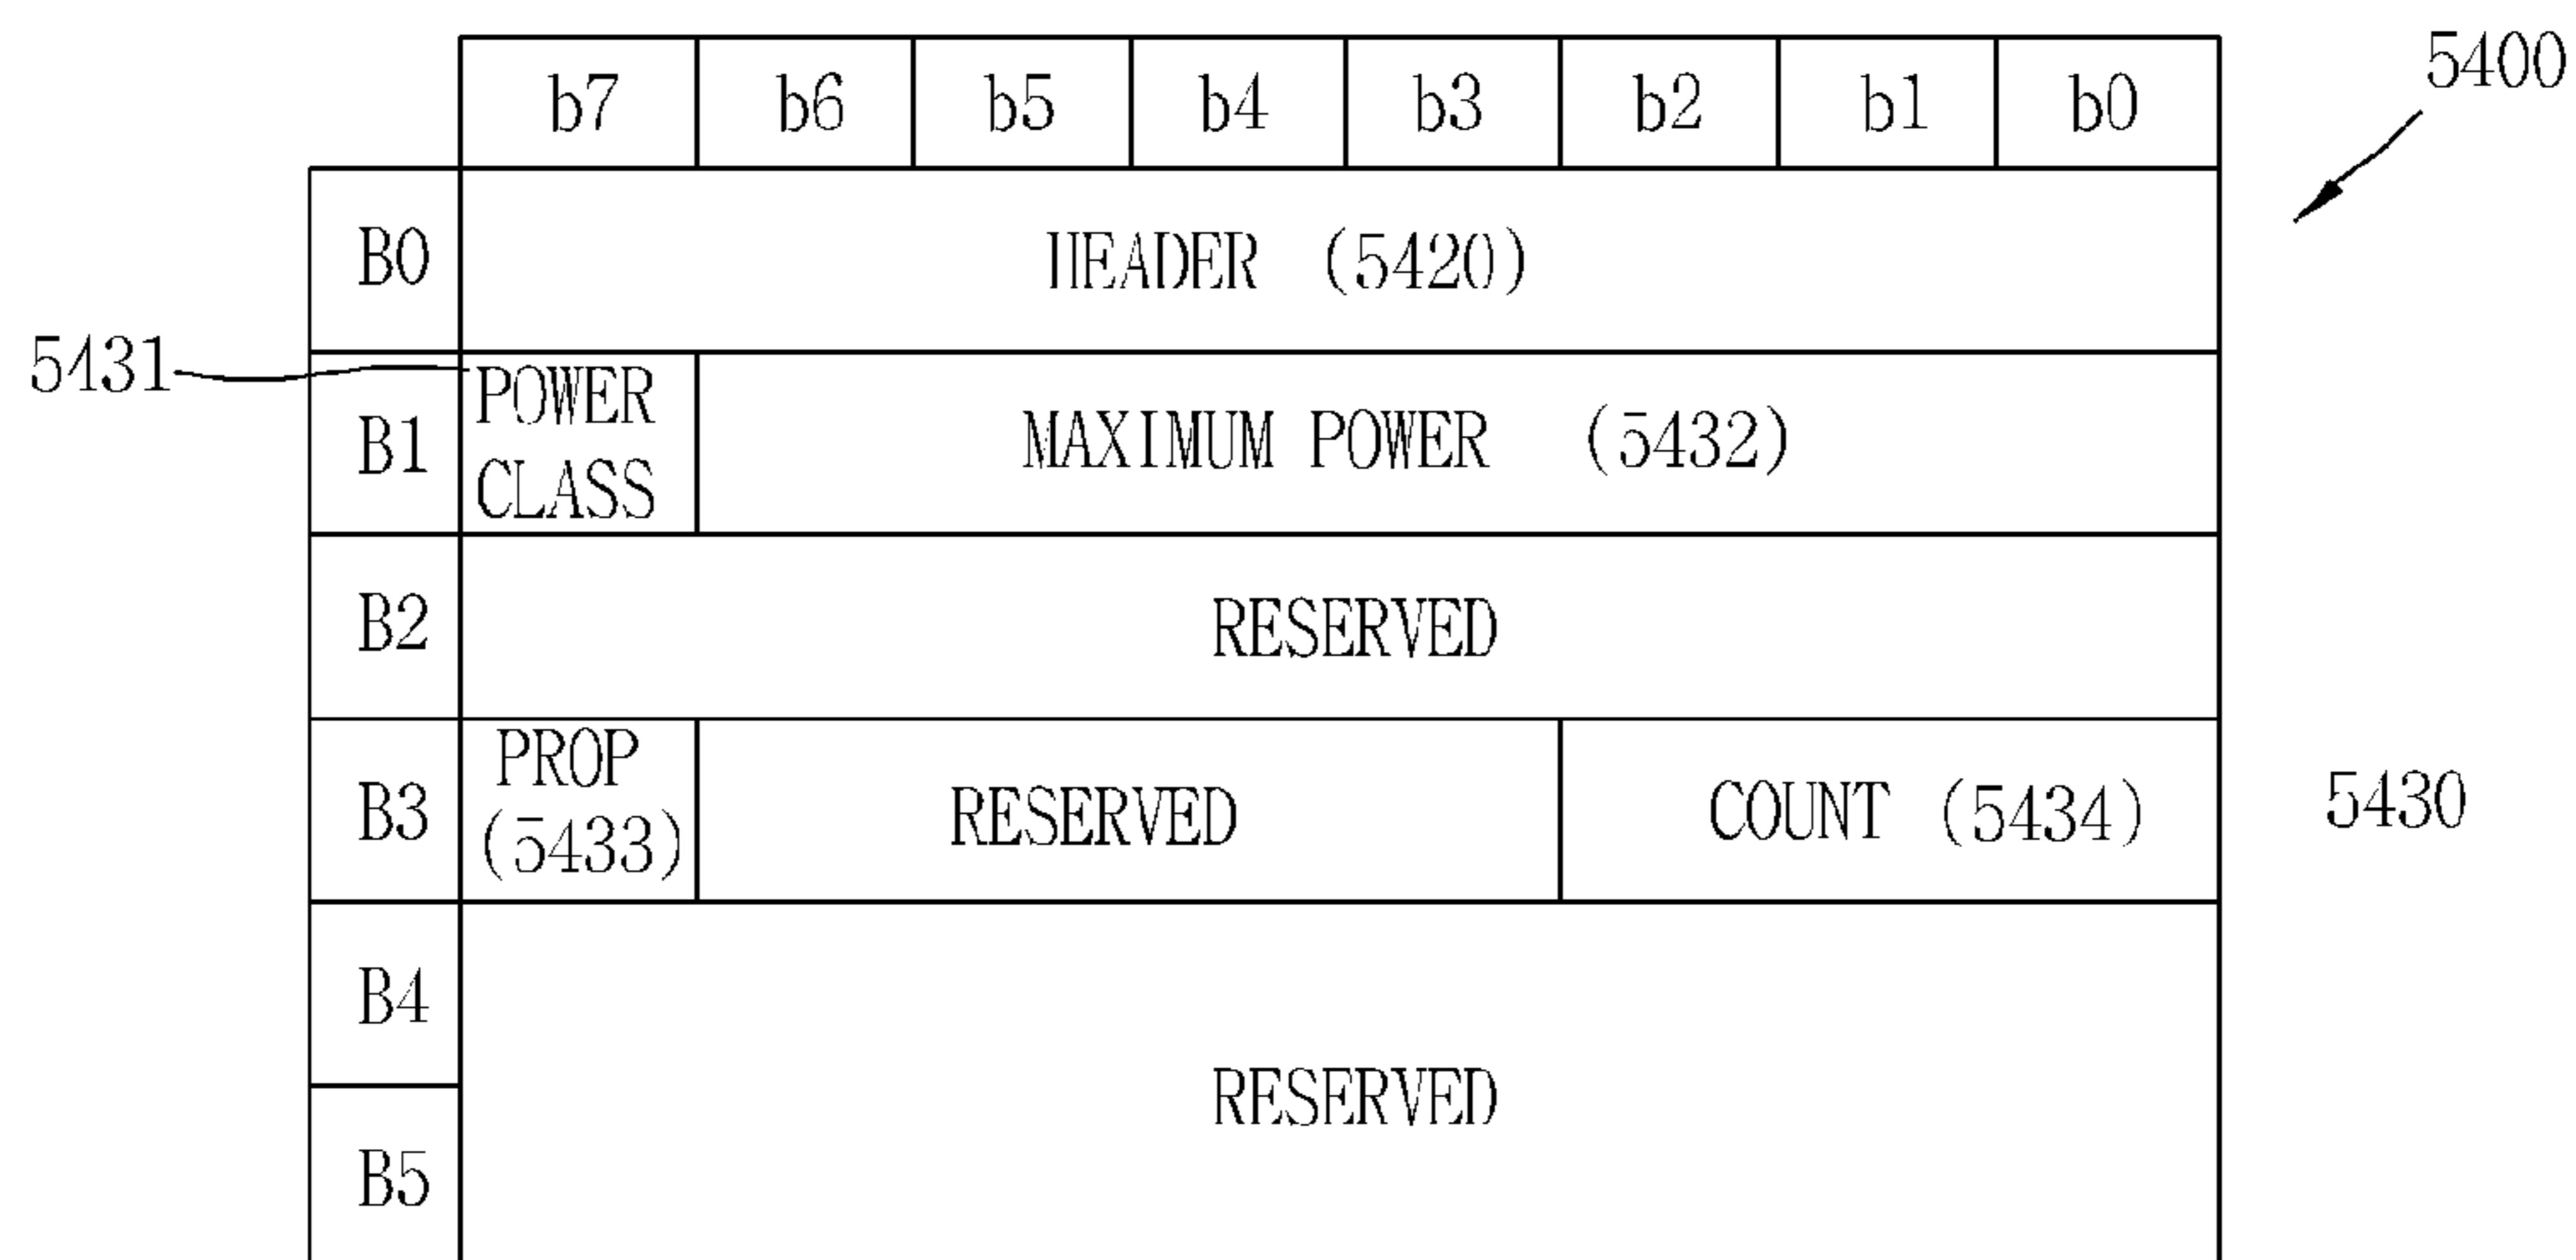 b7 b6 b5 b4 b3 b2 b1 b0
5400
B0 HEADER (5420)
5431
B1 POWER CLASS MAXIMUM POWER (5432)
B2 RESERVED
B3 PROP (5433) RESERVED COUNT (5434)
5430
B4
RESERVED
B5